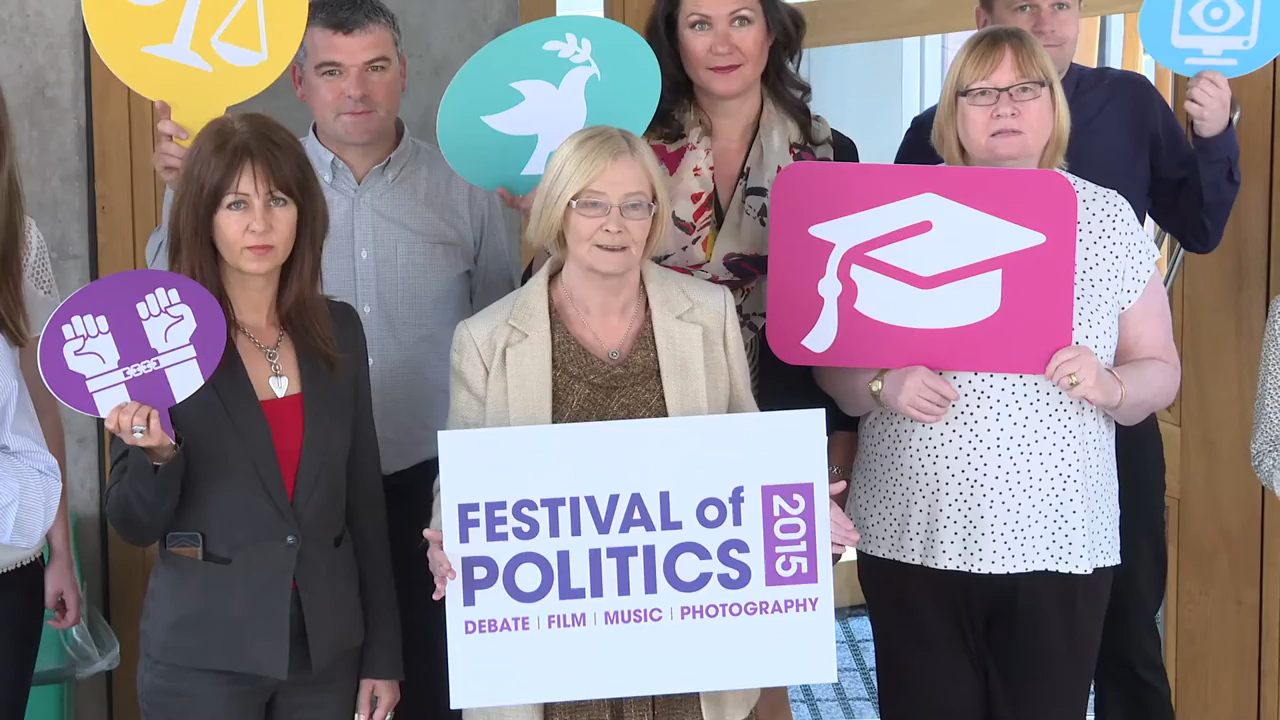 FESTIVAL of
POLITICS 2015
DEBATE | FILM | MUSIC | PHOTOGRAPHY